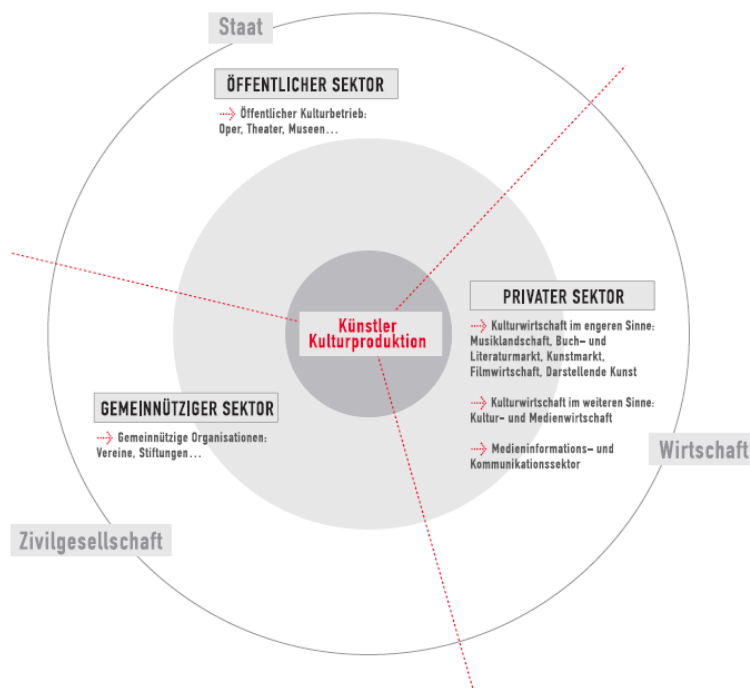 Staat
ÖFFENTLICHER SEKTOR
Öffentlicher Kulturbetrieb:
Oper, Theater, Museen...
PRIVATER SEKTOR
Kulturwirtschaft im engeren Sinne:
Musiklandschaft, Buch- und
Literaturmarkt, Kunstmarkt,
Filmwirtschaft, Darstellende Kunst
Kulturwirtschaft im weiteren Sinne:
Kultur- und Medienwirtschaft
Medieninformations- und
Kommunikationssektor
Künstler
Kulturproduktion
GEMEINNÜTZIGER SEKTOR
Gemeinnützige Organisationen:
Vereine, Stiftungen...
Wirtschaft
Zivilgesellschaft